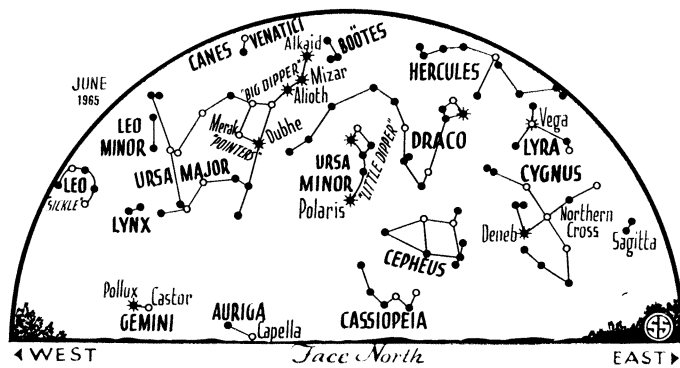 CANES VENATICI
Alkaid
"BOÖTES
HERCULES
JUNE
1965
"BIG DIPPER"
Mizar
Alioth
LEO
MINOR
Merak
"POINTERS"
Dubhe
DRACO
Vega
LYRA
URSA MAJOR
URSA
MINOR
"LITTLE DIPPER"
Polaris
CYGNUS
LEO
"SICKLE"
LYNX
Deneb
Northern
Cross
Sagitta
CEPHEUS
Pollux
Castor
GEMINI
AURIGA
Capella
CASSIOPEIA
WEST
Face North
EAST